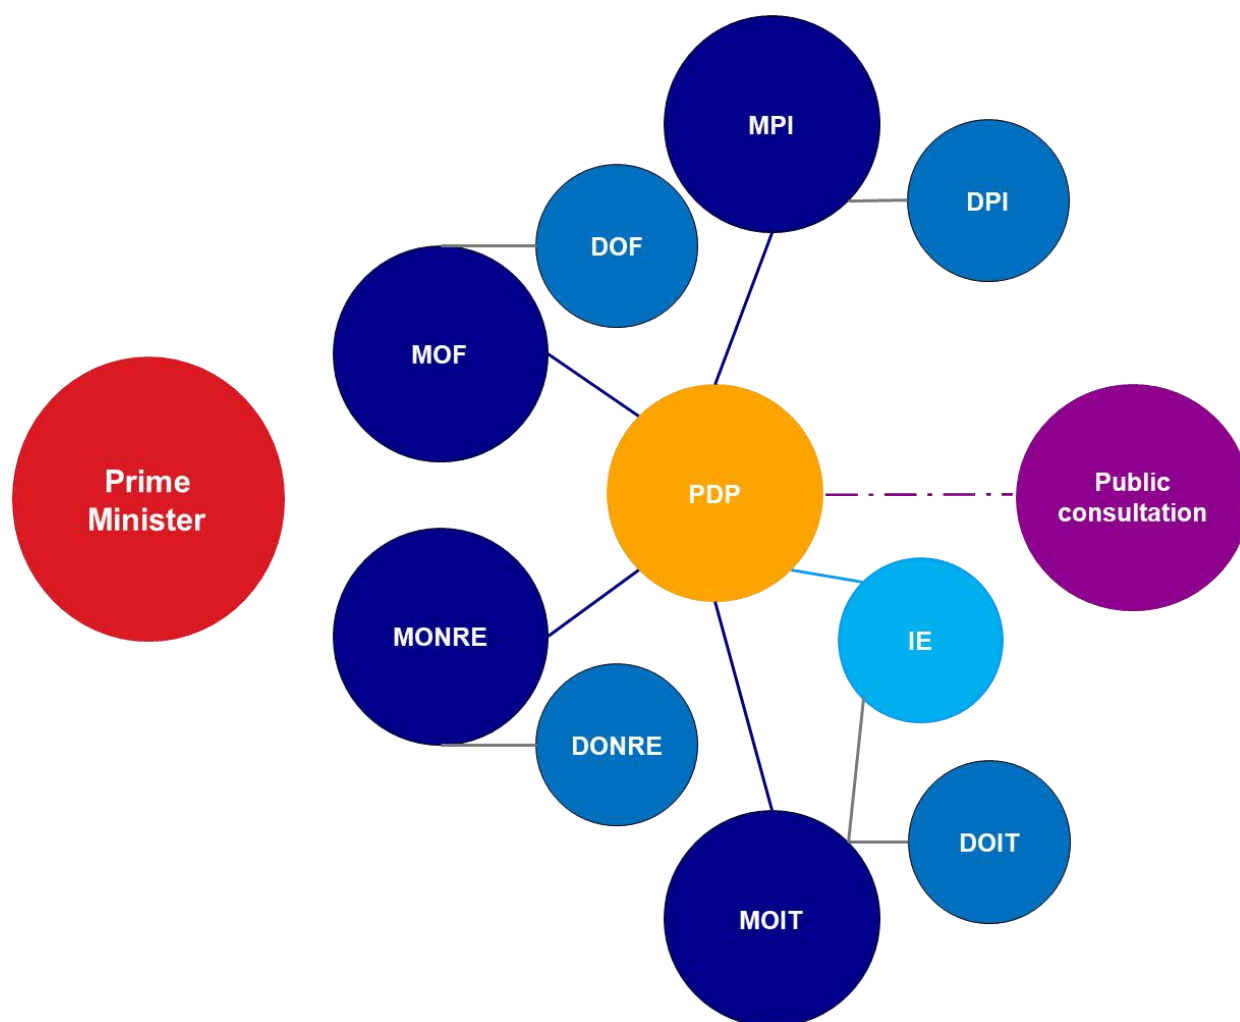 MPI
DPI
DOF
MOF
Prime
Minister
PDP
Public
consultation
MONRE
IE
DONRE
DOIT
MOIT